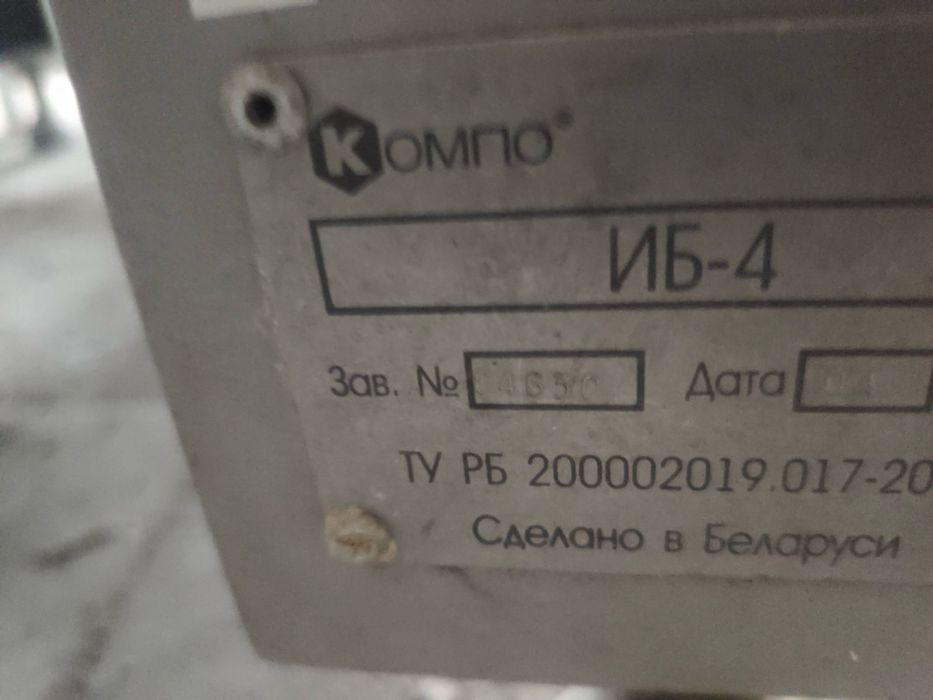 КОМПО®
ИБ-4
Зав. № Дата
ТУ РБ 200002019.017-20
Сделано в Беларуси